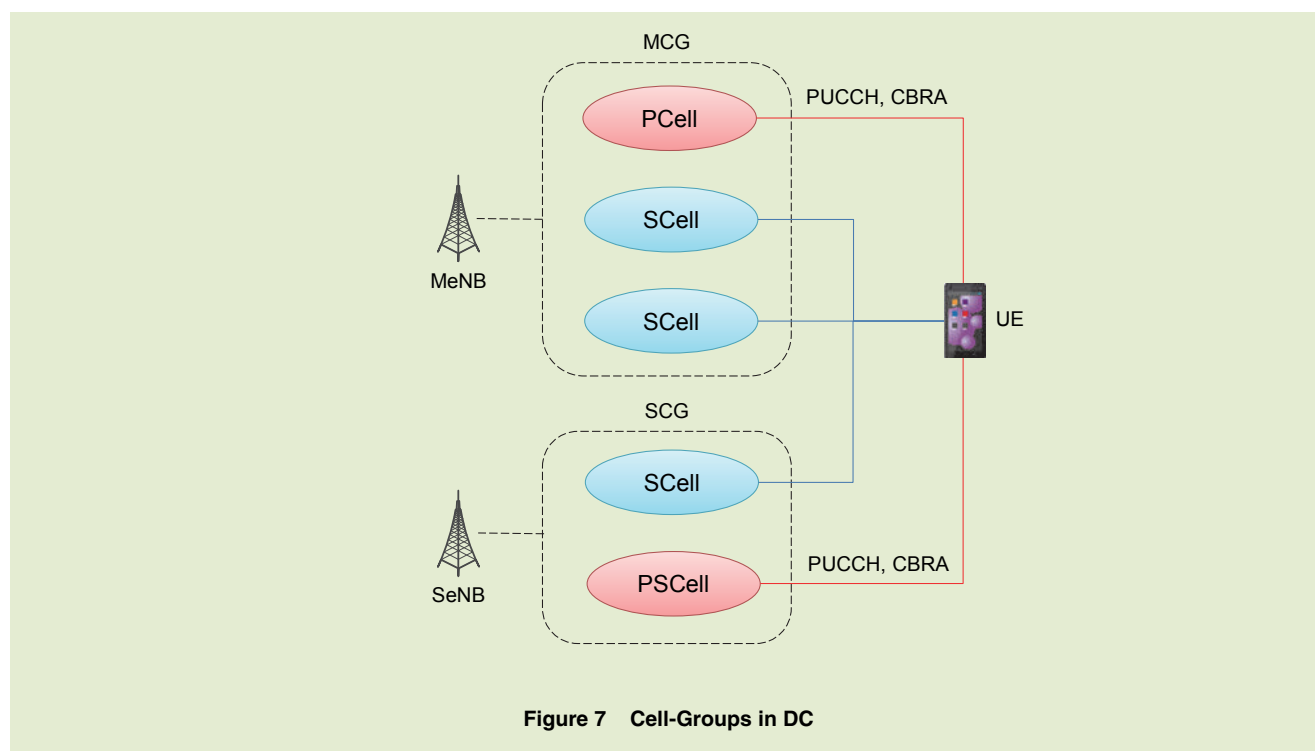 MCG
PCell
PUCCH, CBRA
SCell
MeNB
SCell
UE
SCG
SCell
SeNB
PSCell
PUCCH, CBRA
Figure 7 Cell-Groups in DC